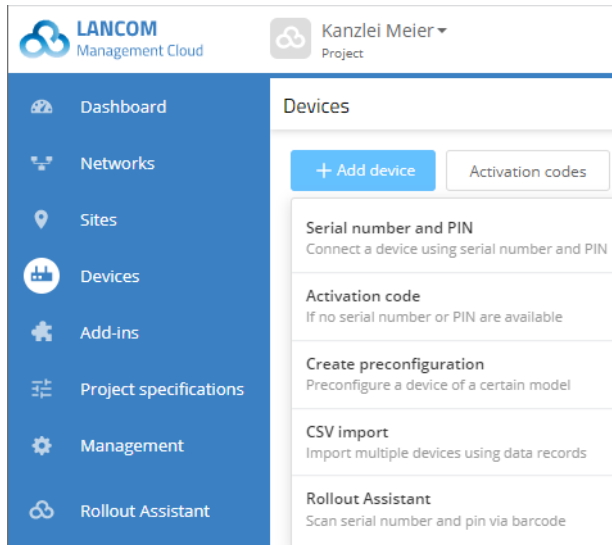 LANCOM
Management Cloud
Kanzlei Meier
Project
Dashboard
Networks
Sites
Devices
Add-ins
Project specifications
Management
Rollout Assistant
Devices
+ Add device
Activation codes
Serial number and PIN
Connect a device using serial number and PIN
Activation code
If no serial number or PIN are available
Create preconfiguration
Preconfigure a device of a certain model
CSV import
Import multiple devices using data records
Rollout Assistant
Scan serial number and pin via barcode